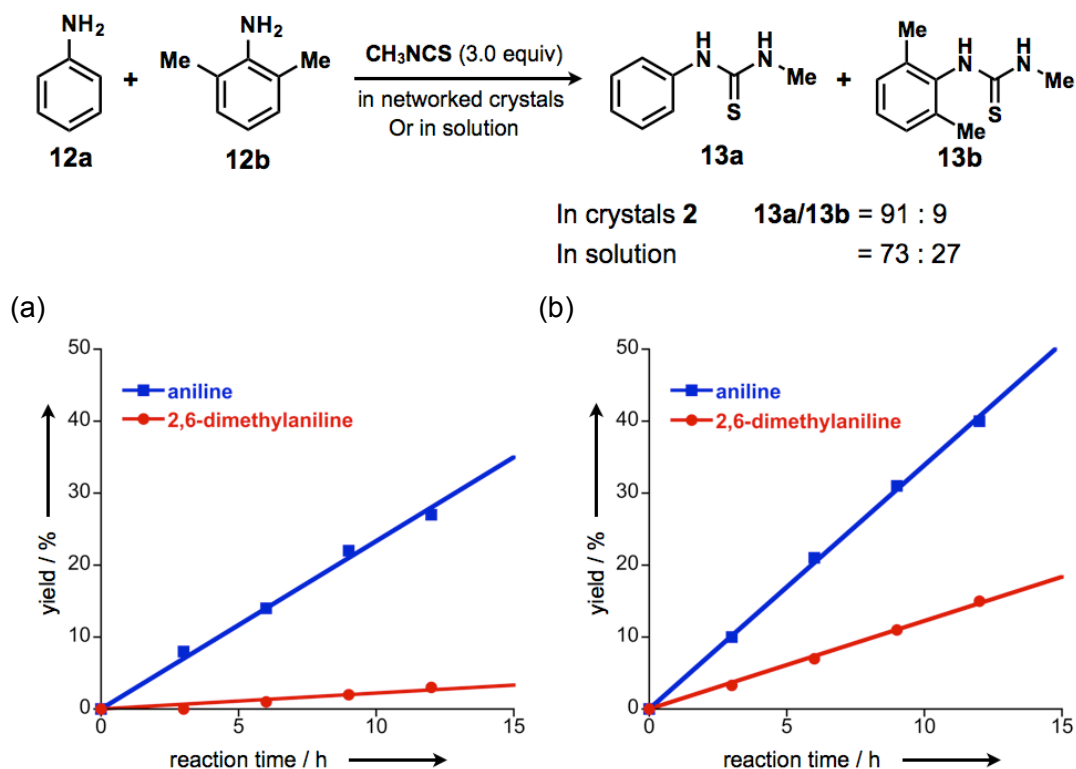 NH2
NH2
Me
Me
+
CH3NCS (3.0 equiv)
in networked crystals
Or in solution
H
N
H
N
Me
S
+
Me
H
N
H
N
Me
S
Me
12a
12b
13a
13b
In crystals 2 13a/13b = 91 : 9
In solution = 73 : 27
(a)
50
40
30
20
10
0
yield / %
aniline
2,6-dimethylaniline
0 5 10 15
reaction time / h
(b)
50
40
30
20
10
0
yield / %
aniline
2,6-dimethylaniline
0 5 10 15
reaction time / h